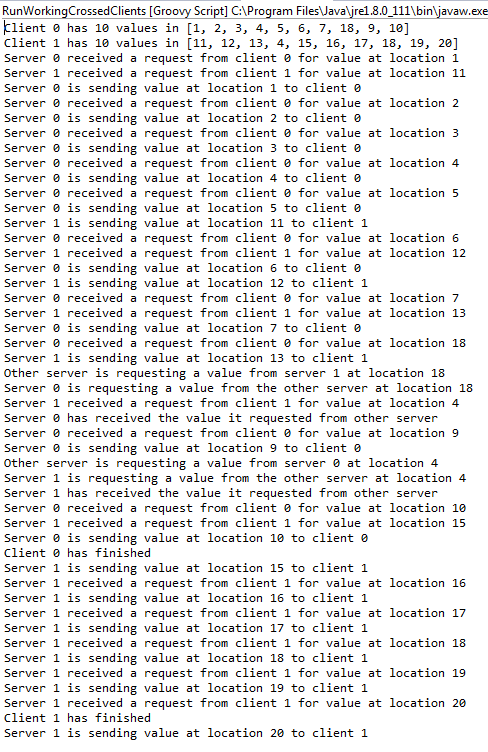 RunWorkingCrossedClients [Groovy Script] C:\Program Files\Java\jre1.8.0_111\bin\javaw.exe
Client 0 has 10 values in [1, 2, 3, 4, 5, 6, 7, 18, 9, 10]
Client 1 has 10 values in [11, 12, 13, 4, 15, 16, 17, 18, 19, 20]
Server 0 received a request from client 0 for value at location 1
Server 1 received a request from client 1 for value at location 11
Server 0 is sending value at location 1 to client 0
Server 0 received a request from client 0 for value at location 2
Server 0 is sending value at location 2 to client 0
Server 0 received a request from client 0 for value at location 3
Server 0 is sending value at location 3 to client 0
Server 0 received a request from client 0 for value at location 4
Server 0 is sending value at location 4 to client 0
Server 0 received a request from client 0 for value at location 5
Server 0 is sending value at location 5 to client 0
Server 1 is sending value at location 11 to client 1
Server 0 received a request from client 0 for value at location 6
Server 1 received a request from client 1 for value at location 12
Server 0 is sending value at location 6 to client 0
Server 1 is sending value at location 12 to client 1
Server 0 received a request from client 0 for value at location 7
Server 1 received a request from client 1 for value at location 13
Server 0 is sending value at location 7 to client 0
Server 0 received a request from client 0 for value at location 18
Server 1 is sending value at location 13 to client 1
Other server is requesting a value from server 1 at location 18
Server 0 is requesting a value from the other server at location 18
Server 1 received a request from client 1 for value at location 4
Server 0 has received the value it requested from other server
Server 0 received a request from client 0 for value at location 9
Server 0 is sending value at location 9 to client 0
Other server is requesting a value from server 0 at location 4
Server 1 is requesting a value from the other server at location 4
Server 1 has received the value it requested from other server
Server 0 received a request from client 0 for value at location 10
Server 1 received a request from client 1 for value at location 15
Server 0 is sending value at location 10 to client 0
Client 0 has finished
Server 1 is sending value at location 15 to client 1
Server 1 received a request from client 1 for value at location 16
Server 1 is sending value at location 16 to client 1
Server 1 received a request from client 1 for value at location 17
Server 1 is sending value at location 17 to client 1
Server 1 received a request from client 1 for value at location 18
Server 1 is sending value at location 18 to client 1
Server 1 received a request from client 1 for value at location 19
Server 1 is sending value at location 19 to client 1
Server 1 received a request from client 1 for value at location 20
Client 1 has finished
Server 1 is sending value at location 20 to client 1